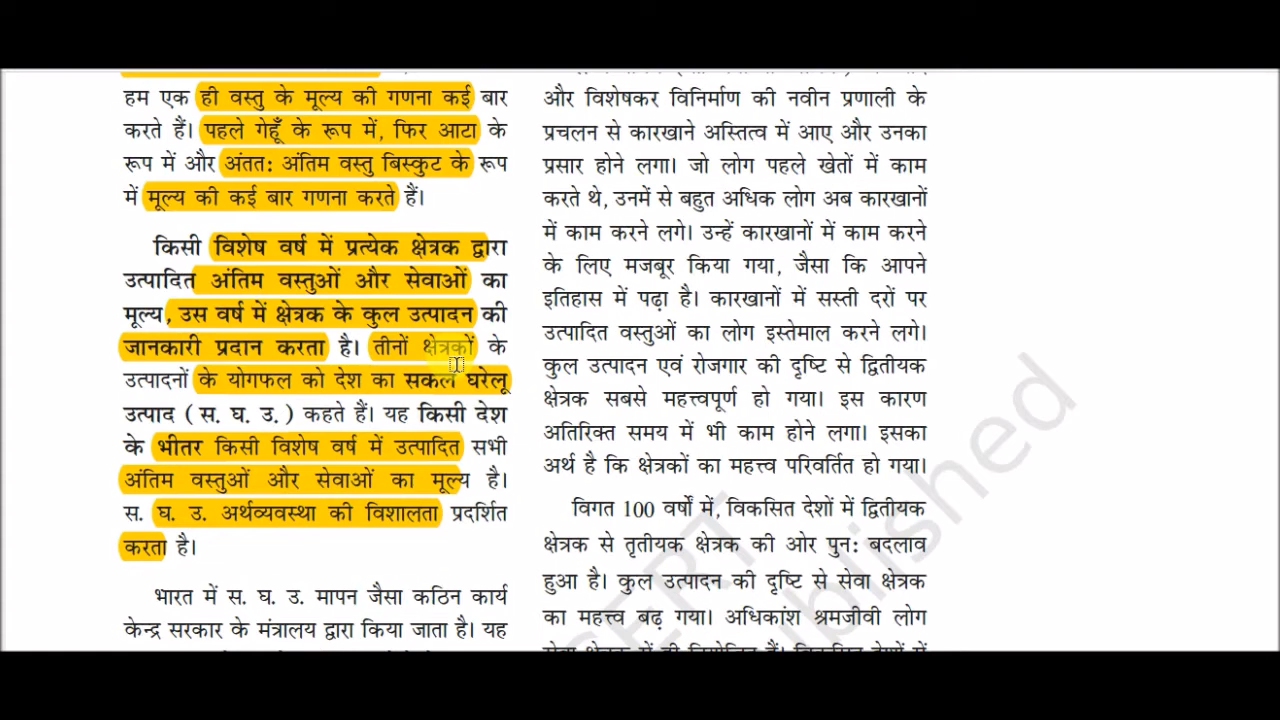 हम एक ही वस्तु के मूल्य की गणना कई बार
करते हैं। पहले गेहूँ के रूप में, फिर आटा के
रूप में और अंतत: अंतिम वस्तु बिस्कुट के रूप
में मूल्य की कई बार गणना करते हैं।
किसी विशेष वर्ष में प्रत्येक क्षेत्रक द्वारा
उत्पादित अंतिम वस्तुओं और सेवाओं का
मूल्य, उस वर्ष में क्षेत्रक के कुल उत्पादन की
जानकारी प्रदान करता है। तीनों क्षेत्रकों के
उत्पादनों के योगफल को देश का सकल घरेलू
उत्पाद (स. घ. उ.) कहते हैं। यह किसी देश
के भीतर किसी विशेष वर्ष में उत्पादित सभी
अंतिम वस्तुओं और सेवाओं का मूल्य है।
स. घ. उ. अर्थव्यवस्था की विशालता प्रदर्शित
करता है।
भारत में स. घ. उ. मापन जैसा कठिन कार्य
केन्द्र सरकार के मंत्रालय द्वारा किया जाता है। यह
और विशेषकर विनिर्माण की नवीन प्रणाली के
प्रचलन से कारखाने अस्तित्व में आए और उनका
प्रसार होने लगा। जो लोग पहले खेतों में काम
करते थे, उनमें से बहुत अधिक लोग अब कारखानों
में काम करने लगे। उन्हें कारखानों में काम करने
के लिए मजबूर किया गया, जैसा कि आपने
इतिहास में पढ़ा है। कारखानों में सस्ती दरों पर
उत्पादित वस्तुओं का लोग इस्तेमाल करने लगे।
कुल उत्पादन एवं रोजगार की दृष्टि से द्वितीयक
क्षेत्रक सबसे महत्त्वपूर्ण हो गया। इस कारण
अतिरिक्त समय में भी काम होने लगा। इसका
अर्थ है कि क्षेत्रकों का महत्त्व परिवर्तित हो गया।
विगत 100 वर्षों में, विकसित देशों में द्वितीयक
क्षेत्रक से तृतीयक क्षेत्रक की ओर पुन: बदलाव
हुआ है। कुल उत्पादन की दृष्टि से सेवा क्षेत्रक
का महत्त्व बढ़ गया। अधिकांश श्रमजीवी लोग